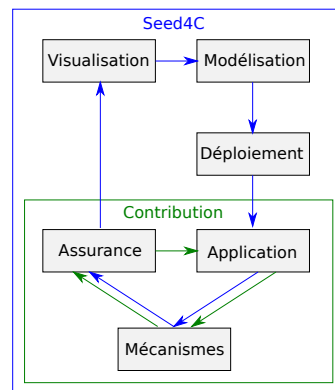 Seed4C
Visualisation
Modélisation
Déploiement
Contribution
Assurance
Application
Mécanismes